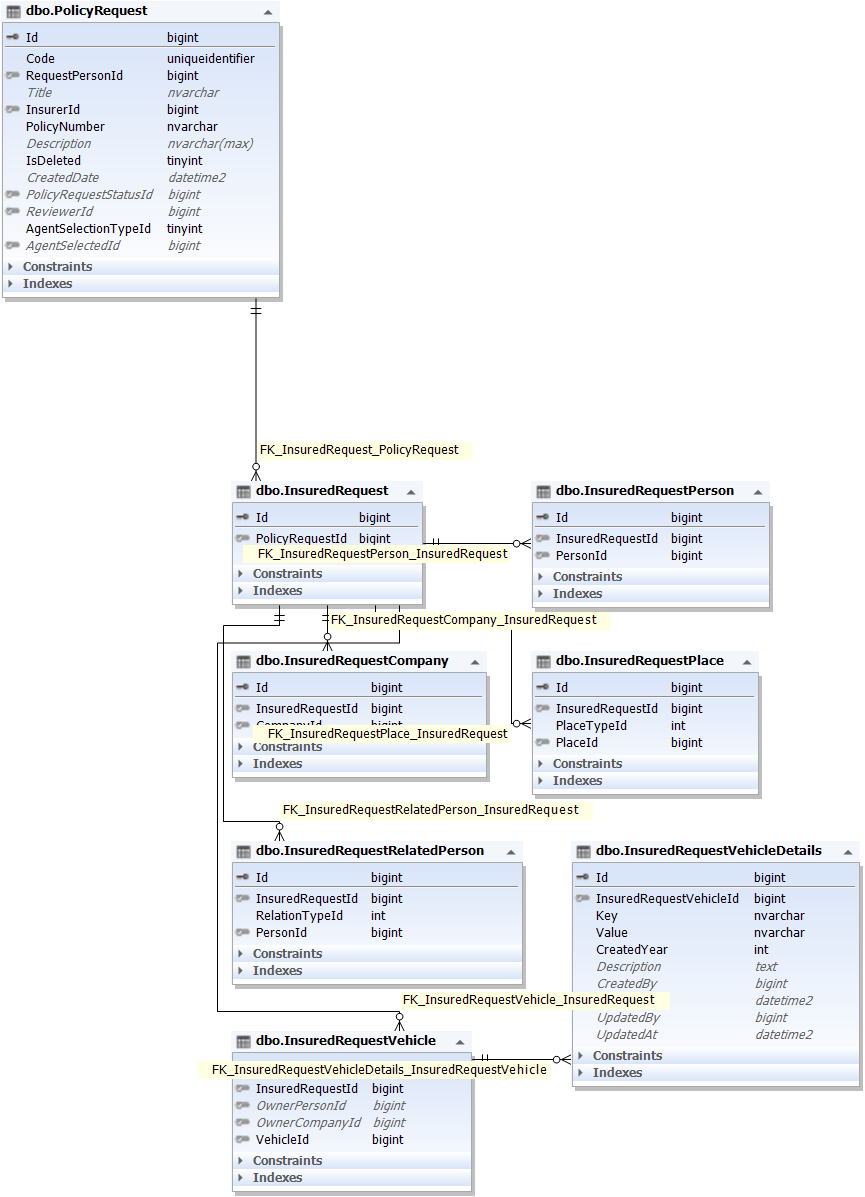 dbo.PolicyRequest
Id bigint
Code uniqueidentifier
RequestPersonId bigint
Title nvarchar
InsurerId bigint
PolicyNumber nvarchar
Description nvarchar(max)
IsDeleted tinyint
CreatedDate datetime2
PolicyRequestStatusId bigint
ReviewerId bigint
AgentSelectionTypeId tinyint
AgentSelectedId bigint
Constraints
Indexes
FK_InsuredRequest_PolicyRequest
dbo.InsuredRequest
Id bigint
PolicyRequestId bigint
FK_InsuredRequestPerson_InsuredRequest
Constraints
Indexes
dbo.InsuredRequestPerson
Id bigint
InsuredRequestId bigint
PersonId bigint
Constraints
Indexes
FK_InsuredRequestCompany_InsuredRequest
dbo.InsuredRequestCompany
Id bigint
InsuredRequestId bigint
CompanyId bigint
FK_InsuredRequestPlace_InsuredRequest
Constraints
Indexes
dbo.InsuredRequestPlace
Id bigint
InsuredRequestId bigint
PlaceTypeId int
PlaceId bigint
Constraints
Indexes
FK_InsuredRequestRelatedPerson_InsuredRequest
dbo.InsuredRequestRelatedPerson
Id bigint
InsuredRequestId bigint
RelationTypeId int
PersonId bigint
Constraints
Indexes
dbo.InsuredRequestVehicleDetails
Id bigint
InsuredRequestVehicleId bigint
Key nvarchar
Value nvarchar
CreatedYear int
Description text
CreatedBy bigint
datetime2
UpdatedBy bigint
UpdatedAt datetime2
Constraints
Indexes
FK_InsuredRequestVehicle_InsuredRequest
dbo.InsuredRequestVehicle
FK_InsuredRequestVehicleDetails_InsuredRequestVehicle
InsuredRequestId bigint
OwnerPersonId bigint
OwnerCompanyId bigint
VehicleId bigint
Constraints
Indexes